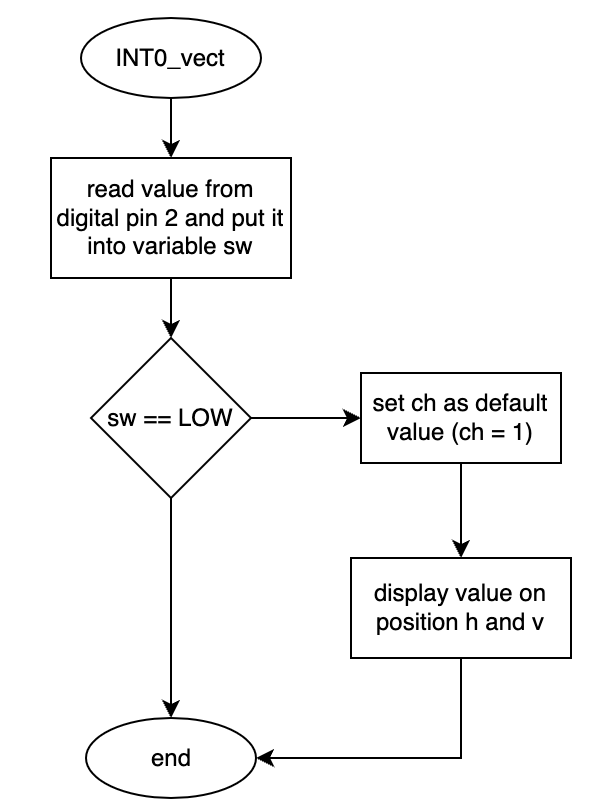 INT0_vect
read value from
digital pin 2 and put it
into variable sw
sw == LOW
set ch as default
value (ch = 1)
display value on
position h and v
end